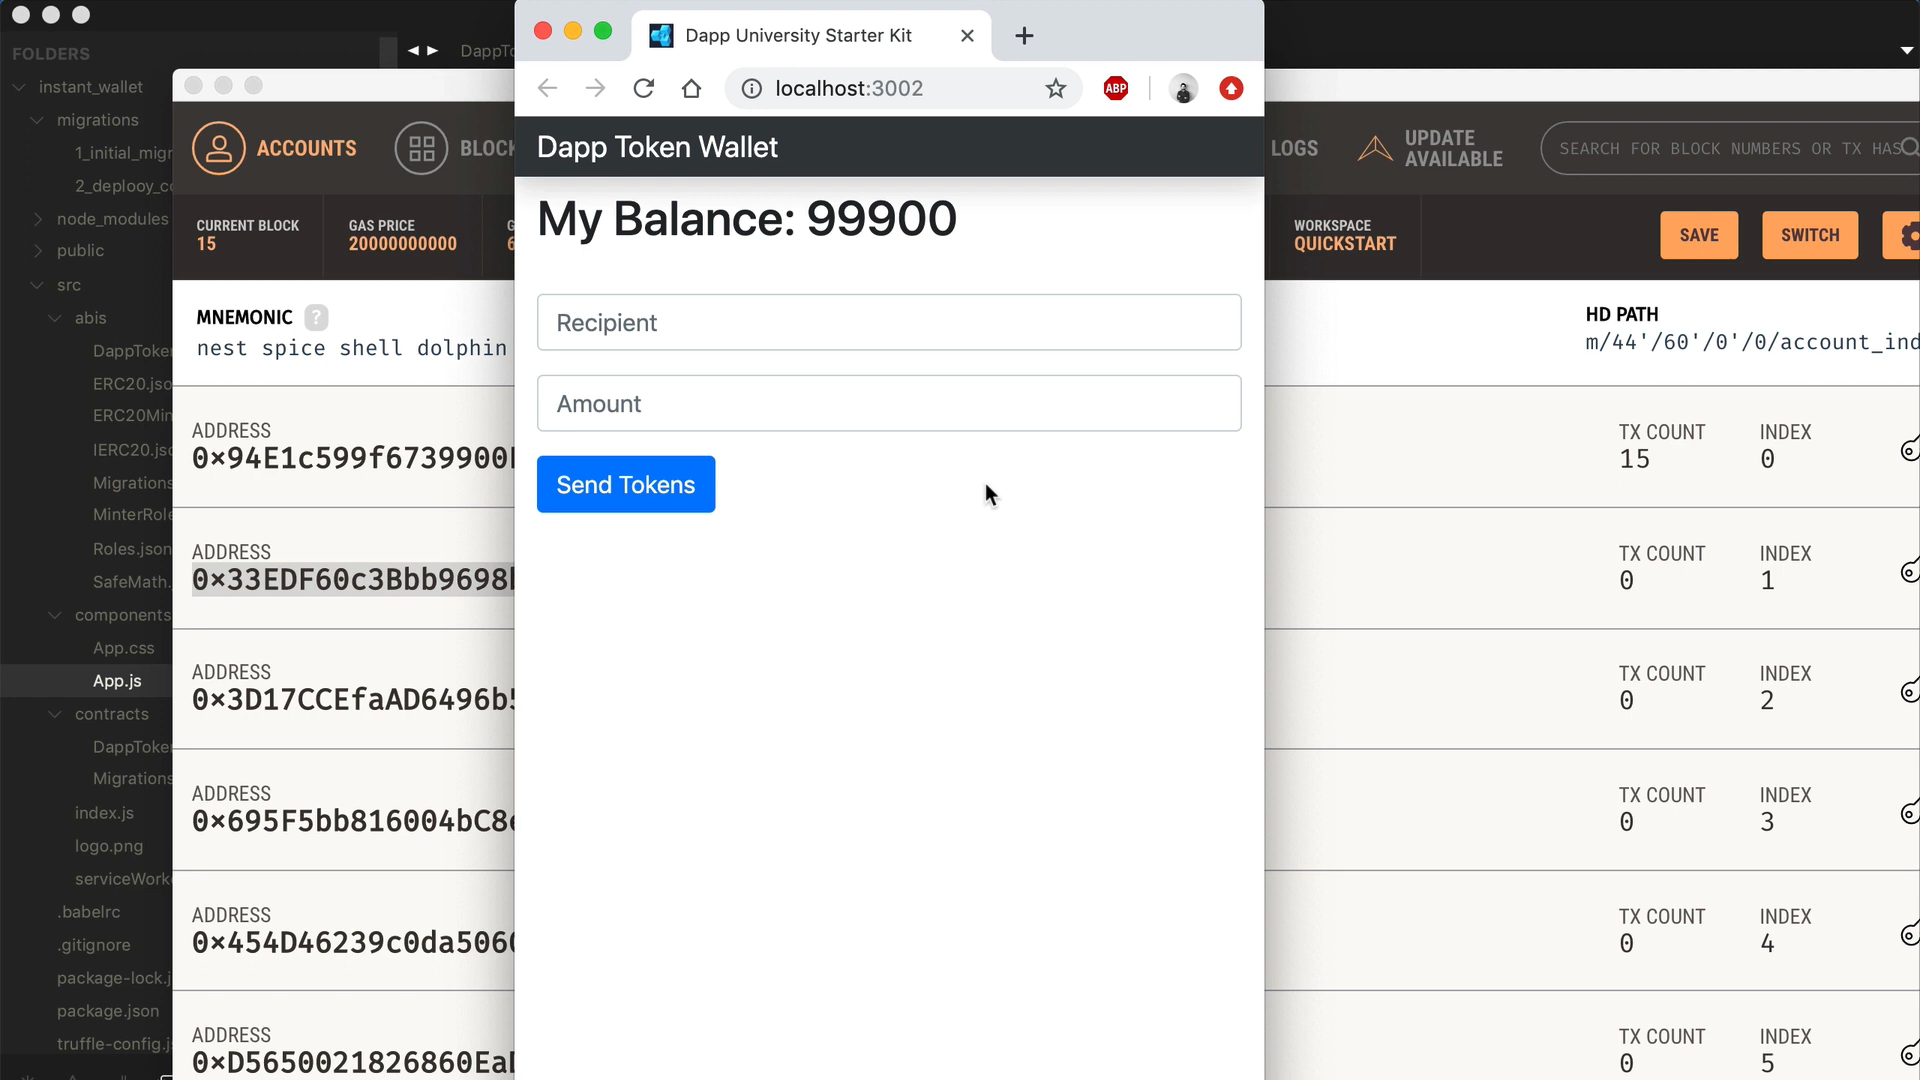 FOLDERS
instant_wallet
migrations
1_initial_migr
2_deplooy_co
node_modules
public
src
abis
DappToke
ERC20.jso
ERC20Min
IERC20.jso
Migrations
MinterRole
Roles.json
SafeMath.
components
App.css
App.js
contracts
DappToke
Migrations
index.js
logo.png
serviceWork
.babelrc
.gitignore
package-lock.j
package.json
truffle-config.js
DappTo
ACCOUNTS
BLOCK
LOGS
UPDATE
AVAILABLE
SEARCH FOR BLOCK NUMBERS OR TX HAS
CURRENT BLOCK
15
GAS PRICE
20000000000
G
6
WORKSPACE
QUICKSTART
SAVE
SWITCH
MNEMONIC ?
nest spice shell dolphin
HD PATH
m/44'/60'/0'/0/account_ind
ADDRESS
0×94E1c599f6739900
TX COUNT
15
INDEX
0
ADDRESS
0×33EDF60c3Bbb9698
TX COUNT
0
INDEX
1
ADDRESS
0×3D17CCEfaAD6496b5
TX COUNT
0
INDEX
2
ADDRESS
0×695F5bb816004bC8
TX COUNT
0
INDEX
3
ADDRESS
0×454D46239c0da506
TX COUNT
0
INDEX
4
ADDRESS
0×D5650021826860Ea
TX COUNT
0
INDEX
5
Dapp University Starter Kit
localhost:3002
ABP
Dapp Token Wallet
My Balance: 99900
Recipient
Amount
Send Tokens